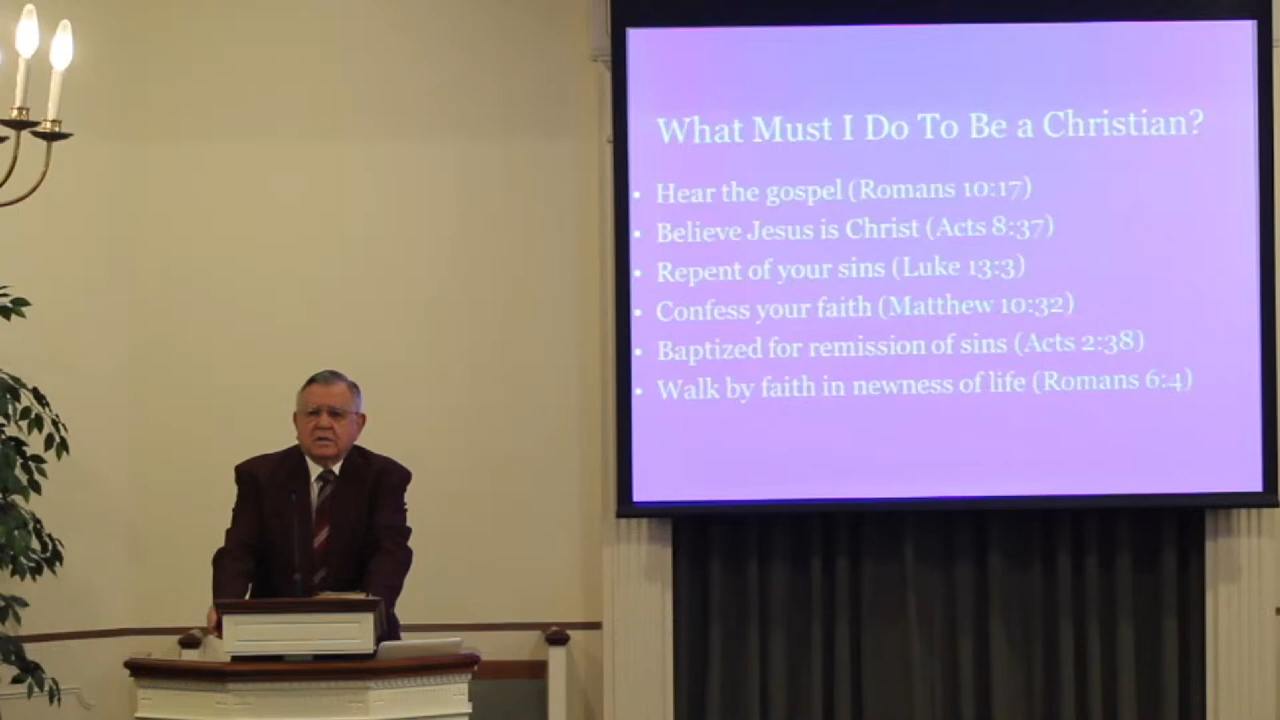 What Must I Do To Be a Christian?
• Hear the gospel (Romans 10:17)
• Believe Jesus is Christ (Acts 8:37)
• Repent of your sins (Luke 13:3)
• Confess your faith (Matthew 10:32)
• Baptized for remission of sins (Acts 2:38)
• Walk by faith in newness of life (Romans 6:4)